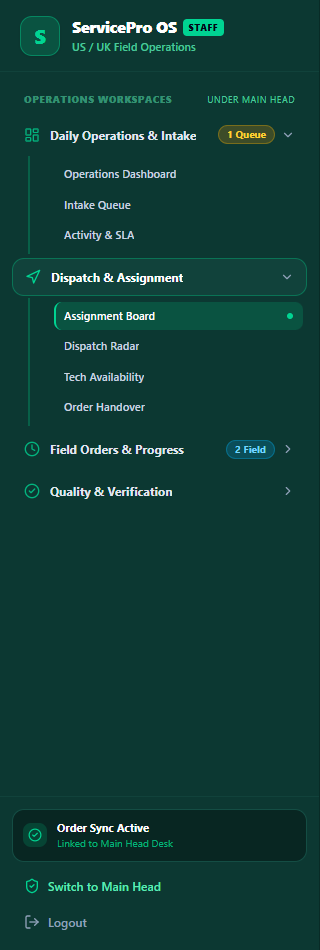 S
ServicePro OS STAFF
US / UK Field Operations
OPERATIONS WORKSPACES UNDER MAIN HEAD
Daily Operations & Intake 1 Queue
Operations Dashboard
Intake Queue
Activity & SLA
Dispatch & Assignment
Assignment Board
Dispatch Radar
Tech Availability
Order Handover
Field Orders & Progress 2 Field
Quality & Verification
Order Sync Active
Linked to Main Head Desk
Switch to Main Head
Logout